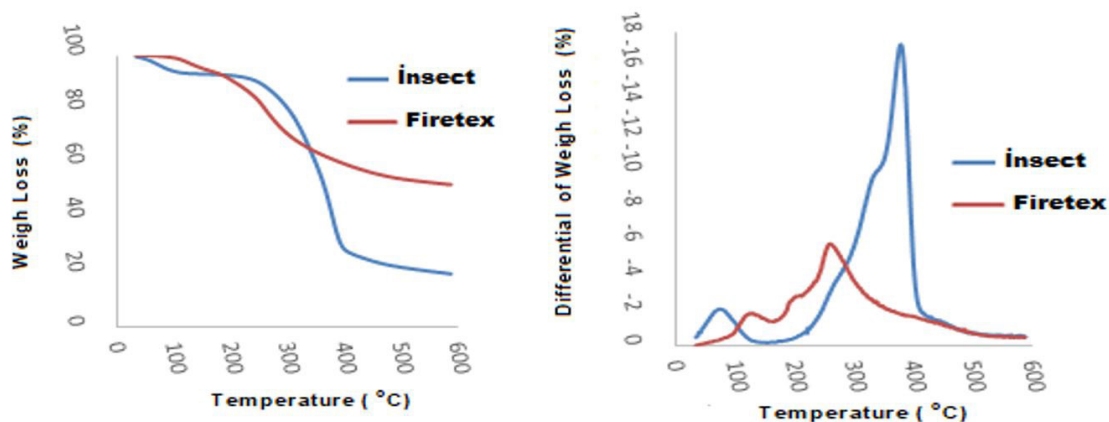 100
80
60
40
20
0
Weigh Loss (%)
İnsect
Firetex
0 100 200 300 400 500 600
Temperature ( °C)
18
-16
-14
-12
-10
-8
-6
-4
-2
0
Differential of Weigh Loss (%)
İnsect
Firetex
0 100 200 300 400 500 600
Temperature ( °C)